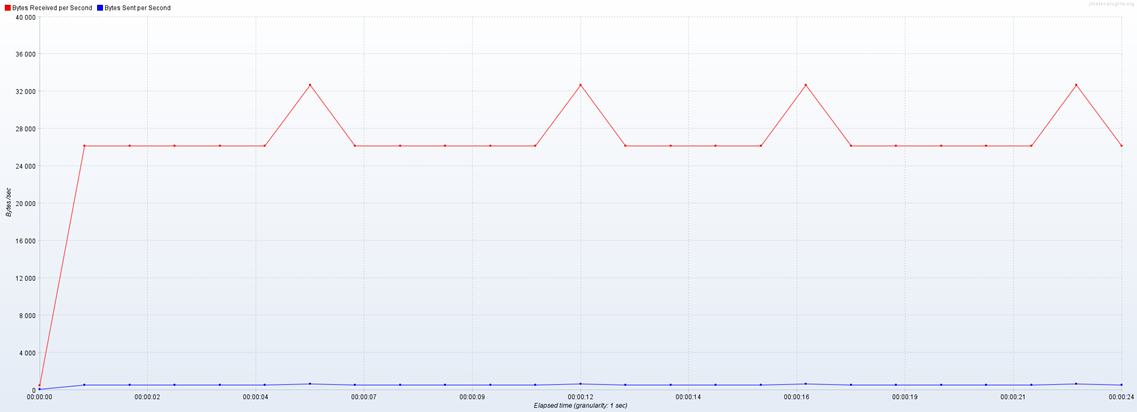 Bytes Received per Second Bytes Sent per Second
jmeter-plugins.org
40 000
36 000
32 000
28 000
24 000
20 000
16 000
12 000
8 000
4 000
0
Bytes /sec
00:00:00 00:00:02 00:00:04 00:00:07 00:00:09 00:00:12 00:00:14 00:00:16 00:00:19 00:00:21 00:00:24
Elapsed time (granularity: 1 sec)